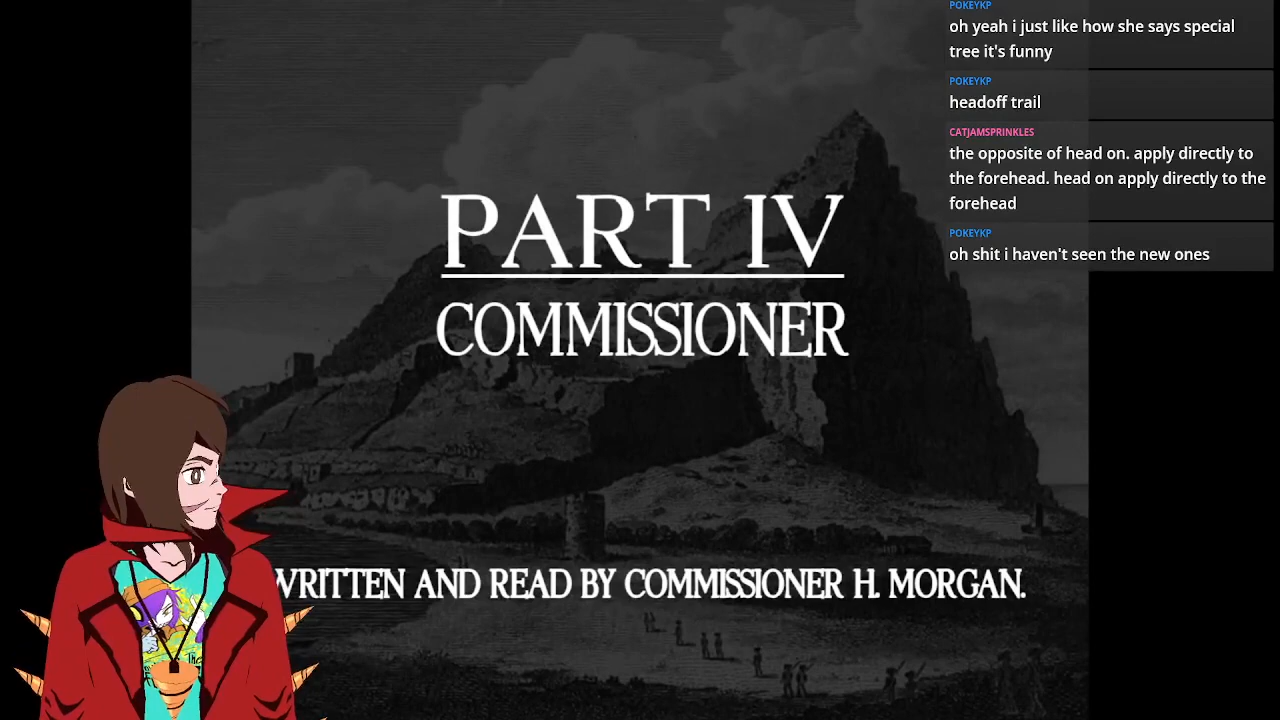 PART IV
COMMISSIONER
WRITTEN AND READ BY COMMISSIONER H. MORGAN.
POKEYKP
oh yeah i just like how she says special
tree it's funny
POKEYKP
headoff trail
CATJAMSPRINKLES
the opposite of head on. apply directly to
the forehead. head on apply directly to the
forehead
POKEYKP
oh shit i haven't seen the new ones